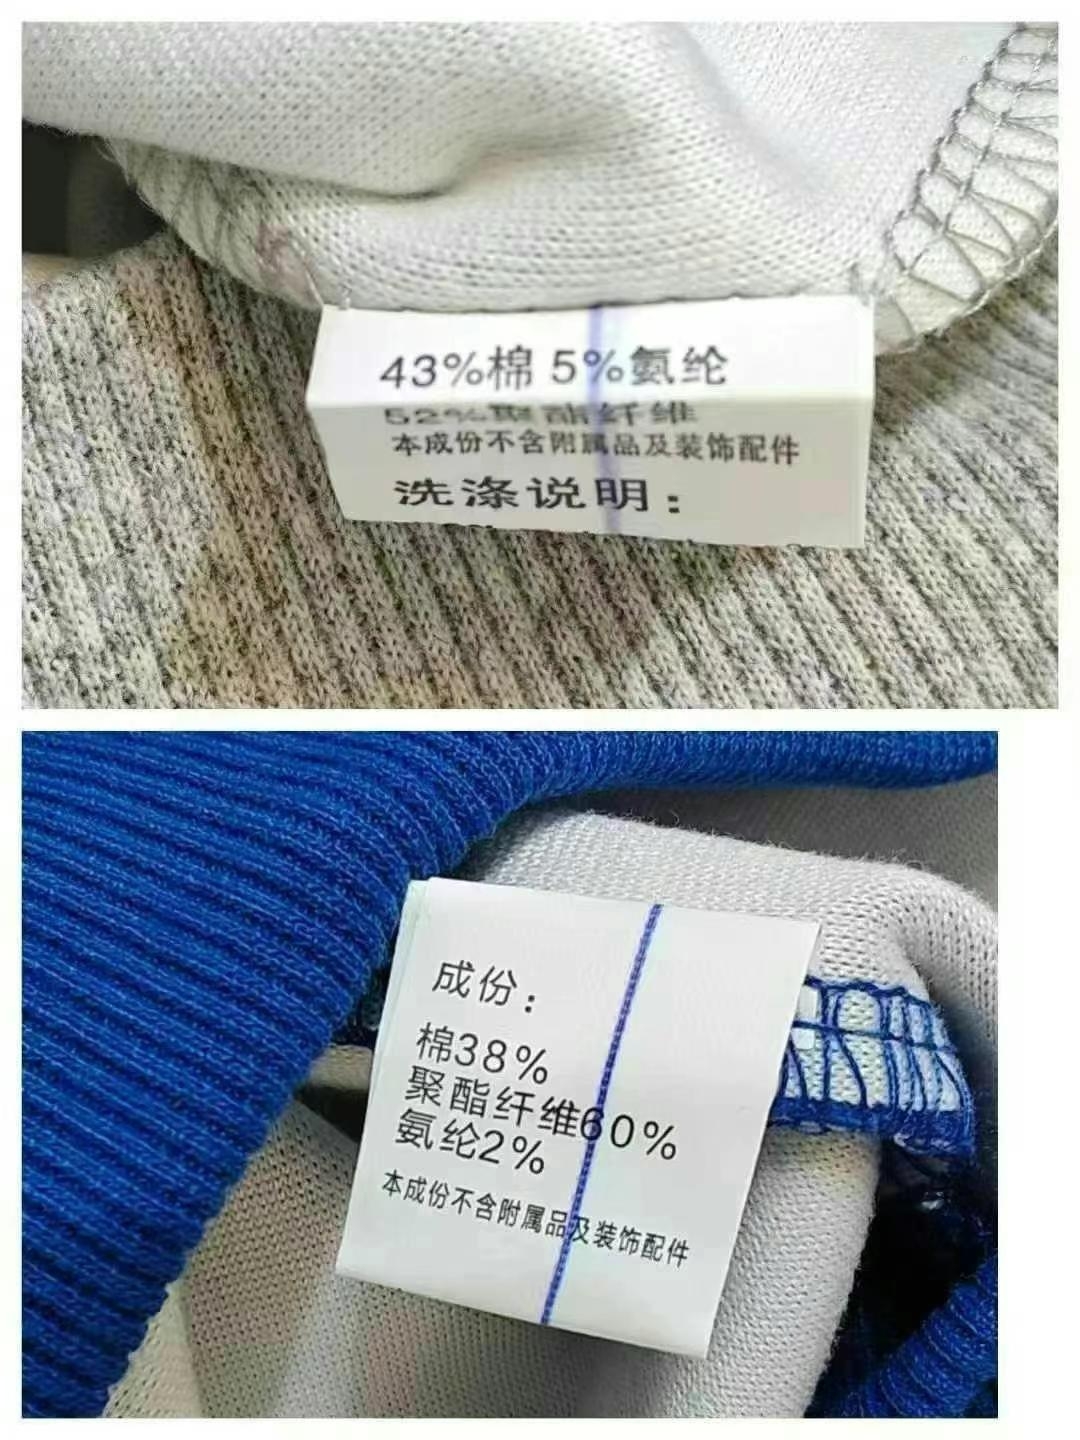 43%棉 5%氨纶
52%聚酯纤维
本成份不含附属品及装饰配件
洗涤说明：
成份：
棉38%
聚酯纤维60%
氨纶2%
本成份不含附属品及装饰配件